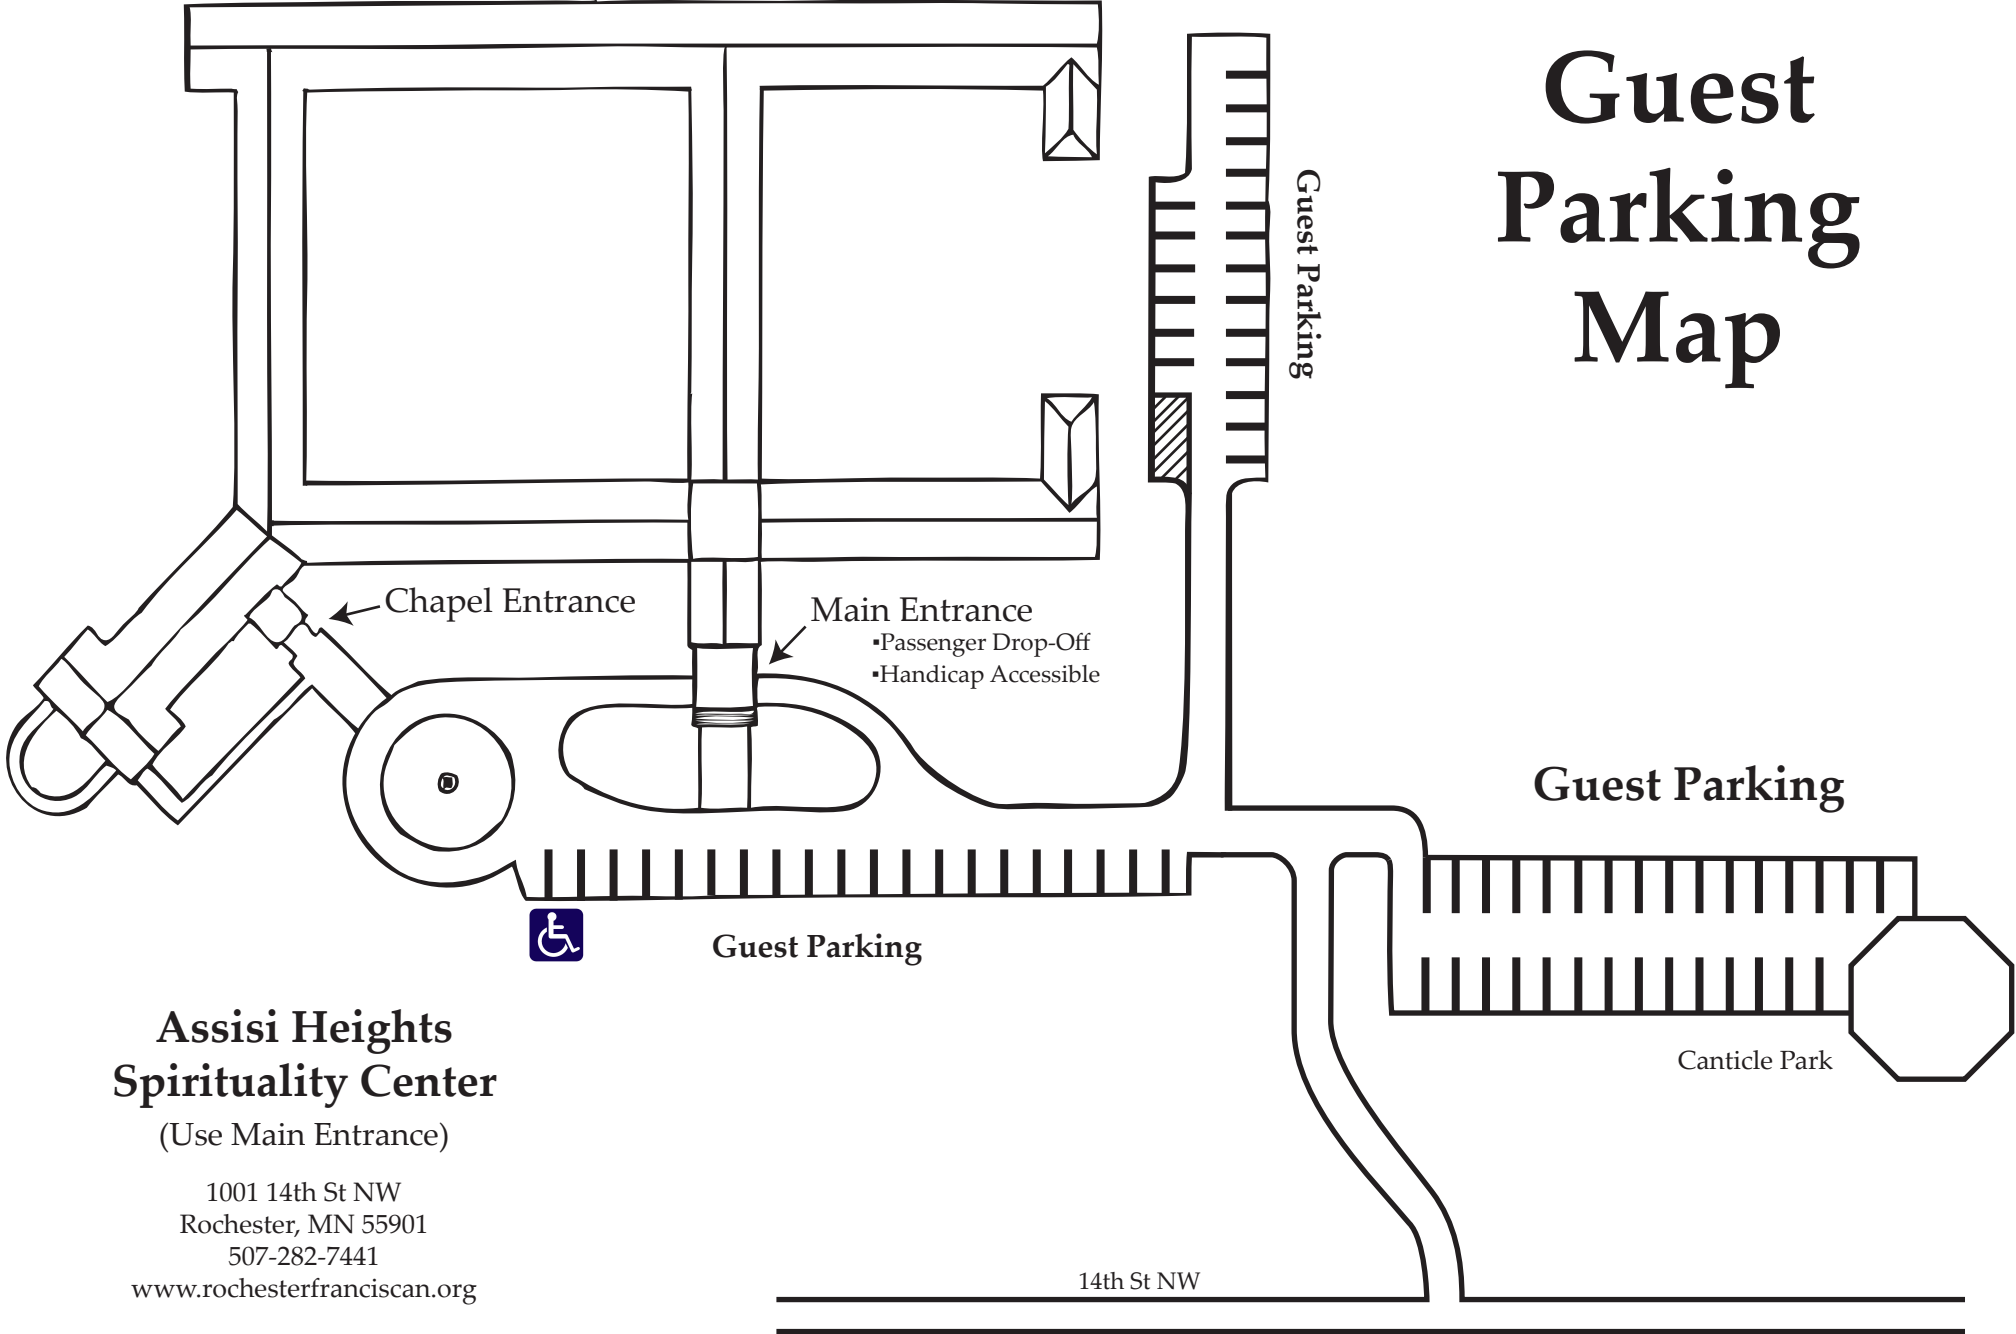 Guest
Parking
Map
Guest Parking
Chapel Entrance
Main Entrance
▪Passenger Drop-Off
▪Handicap Accessible
Guest Parking
Guest Parking
Canticle Park
Assisi Heights
Spirituality Center
(Use Main Entrance)
1001 14th St NW
Rochester, MN 55901
507-282-7441
www.rochesterfranciscan.org
14th St NW